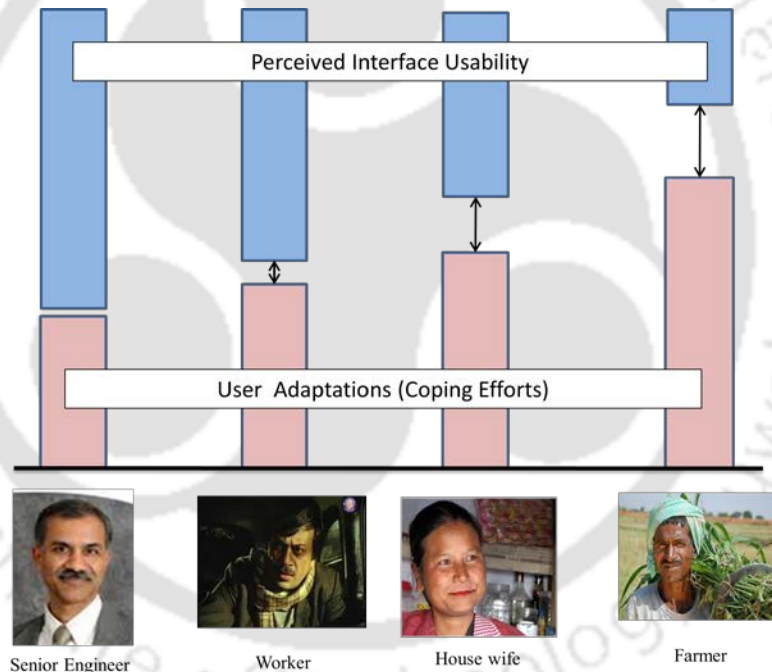 Perceived Interface Usability
User Adaptations (Coping Efforts)
Senior Engineer
Worker
House wife
Farmer